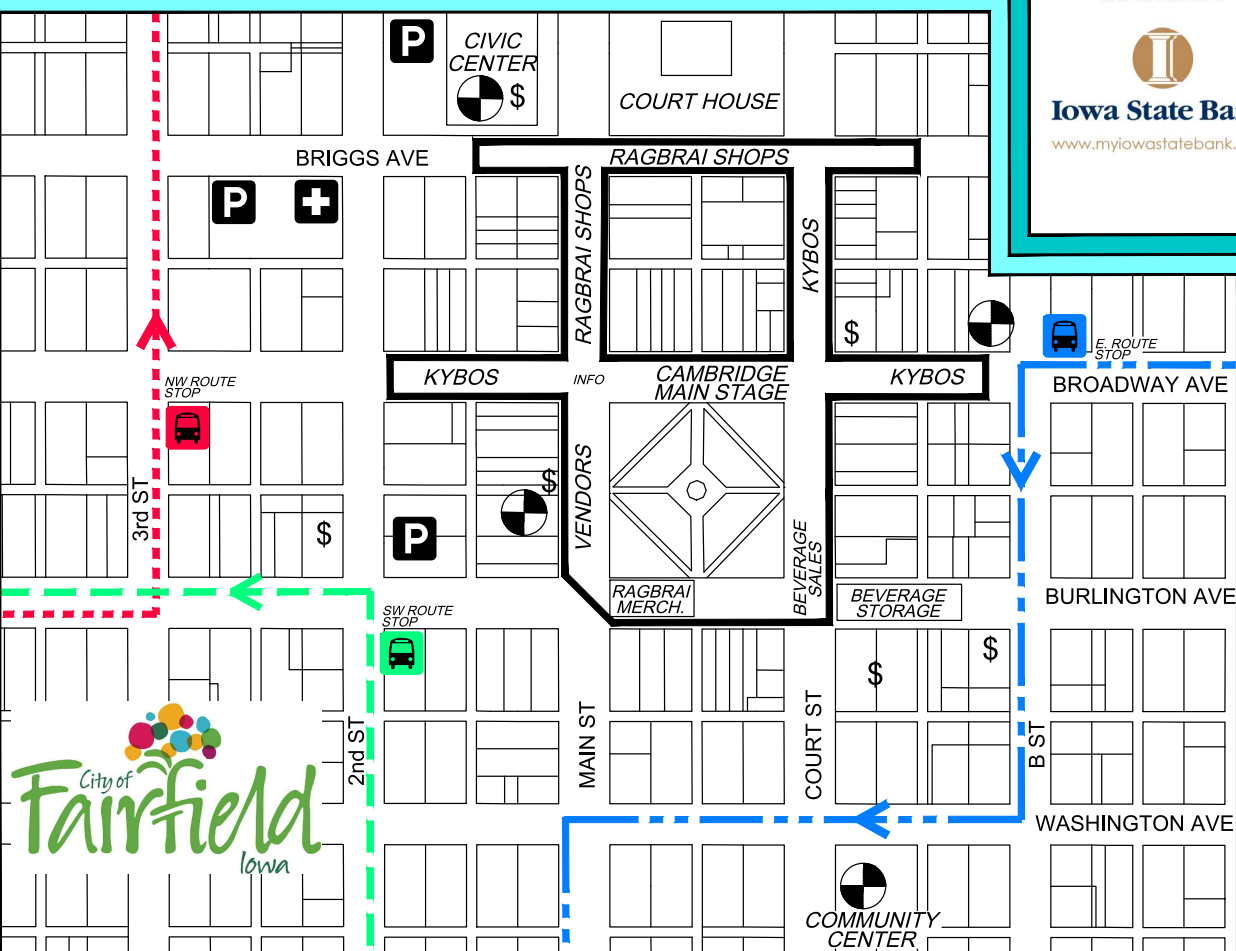 P
CIVIC
CENTER
$
COURT HOUSE
Iowa State Ba
www.myiowastatebank.
BRIGGS AVE
RAGBRAI SHOPS
P
RAGBRAI SHOPS
KYBOS
$
E. ROUTE
STOP
NW ROUTE
STOP
KYBOS
INFO
CAMBRIDGE
MAIN STAGE
KYBOS
BROADWAY AVE
3rd ST
$
P
$
VENDORS
BEVERAGE
SALES
RAGBRAI
MERCH.
BEVERAGE
STORAGE
BURLINGTON AVE
SW ROUTE
STOP
$
$
2nd ST
MAIN ST
COURT ST
B ST
City of
Fairfield
Iowa
WASHINGTON AVE
COMMUNITY
CENTER